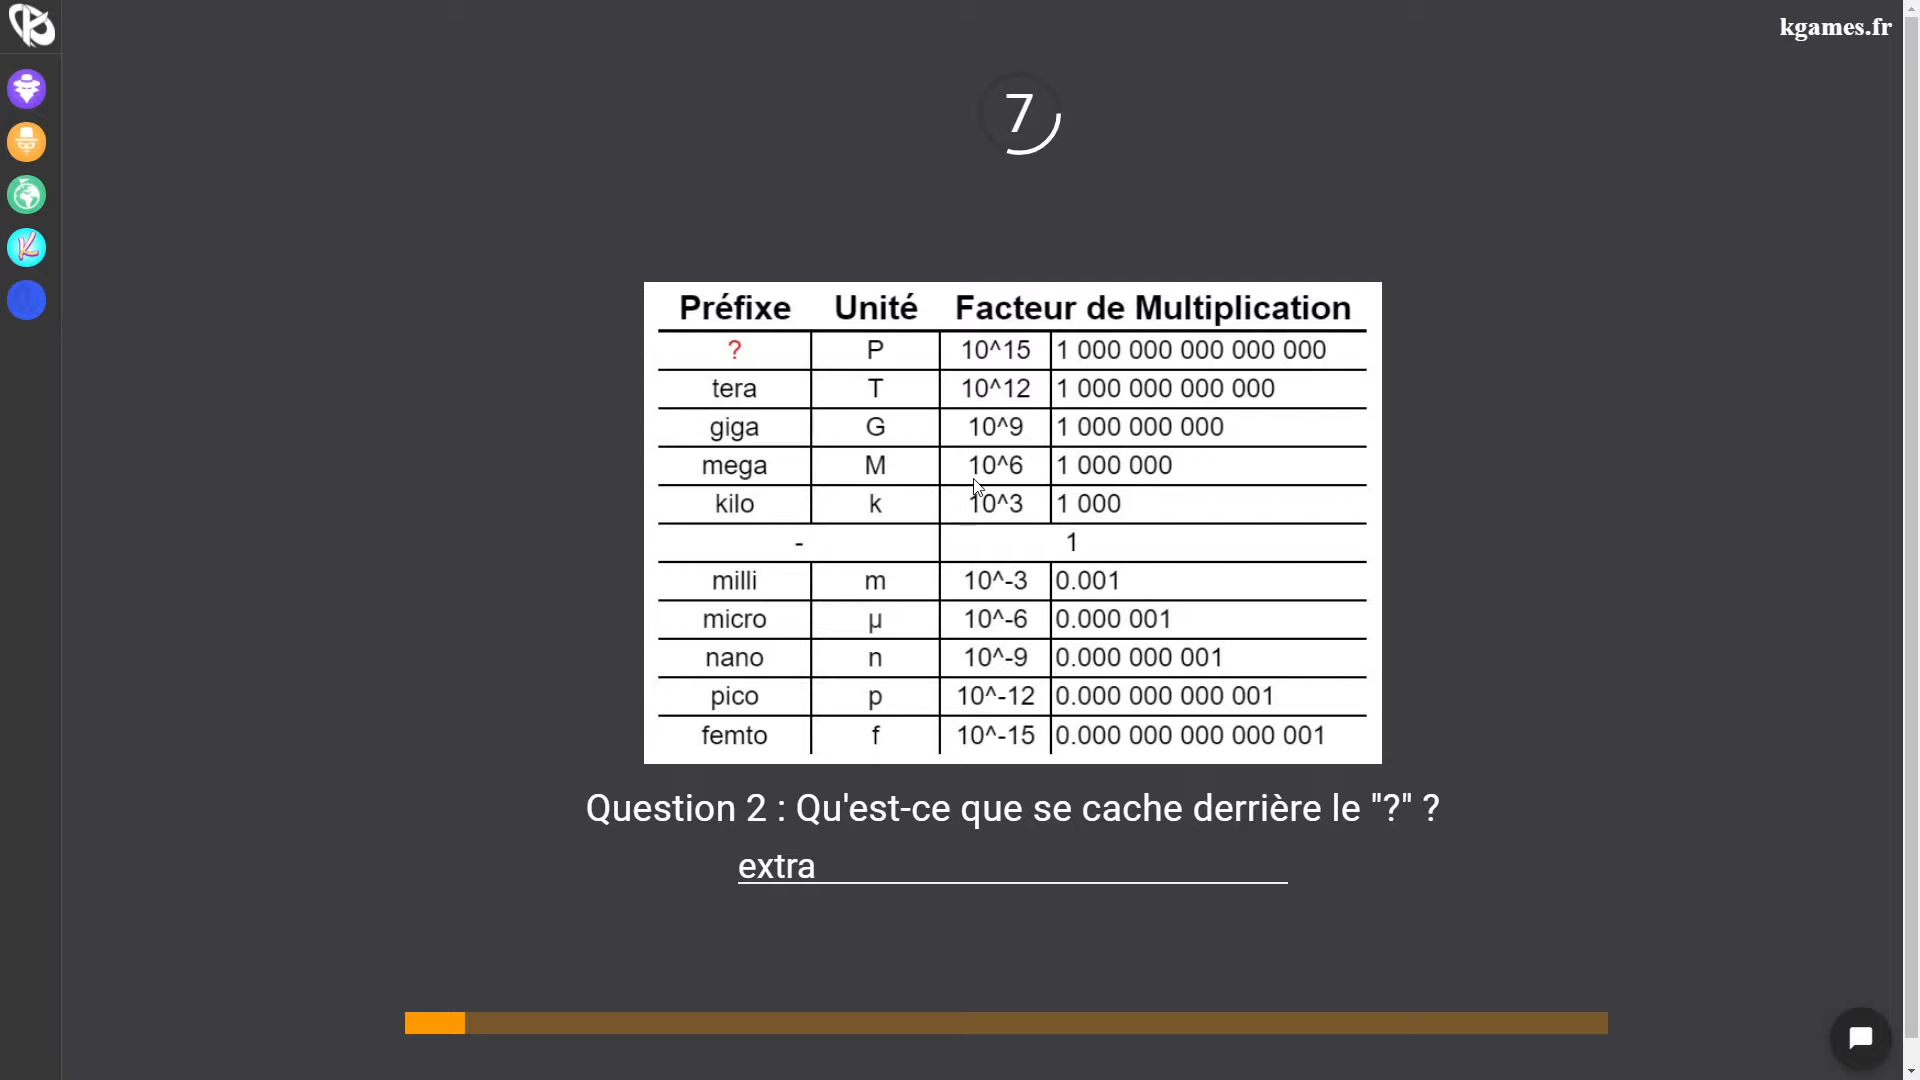 kgames.fr
7
Préfixe Unité Facteur de Multiplication
? P 10^15 1 000 000 000 000 000
tera T 10^12 1 000 000 000 000
giga G 10^9 1 000 000 000
mega M 10^6 1 000 000
kilo k 10^3 1 000
- 1
milli m 10^-3 0.001
micro µ 10^-6 0.000 001
nano n 10^-9 0.000 000 001
pico p 10^-12 0.000 000 000 001
femto f 10^-15 0.000 000 000 000 001
Question 2 : Qu'est-ce que se cache derrière le "?" ?
extra